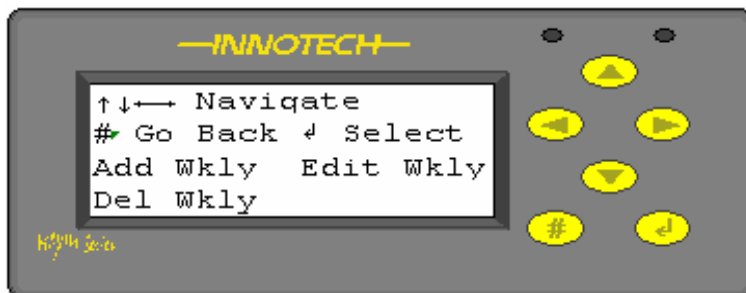 INNOTECH
↑↓←→ Navigate
# Go Back ↲ Select
Add Wkly Edit Wkly
Del Wkly
# ↲